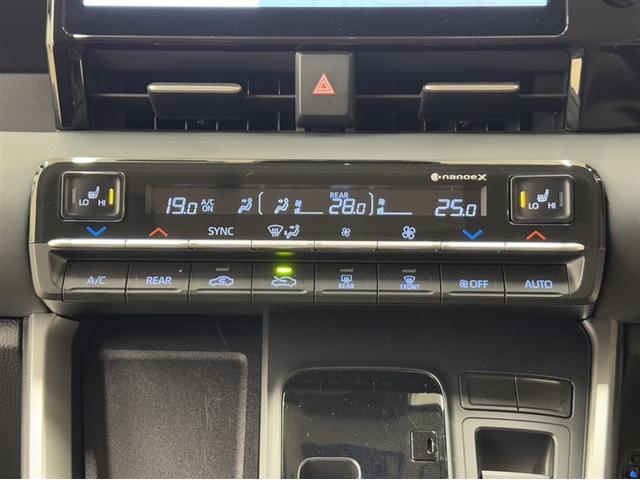 nanoeX
LO HI
19.0 A/C ON REAR 28.0 25.0
LO HI
SYNC
A/C REAR REAR FRONT OFF AUTO